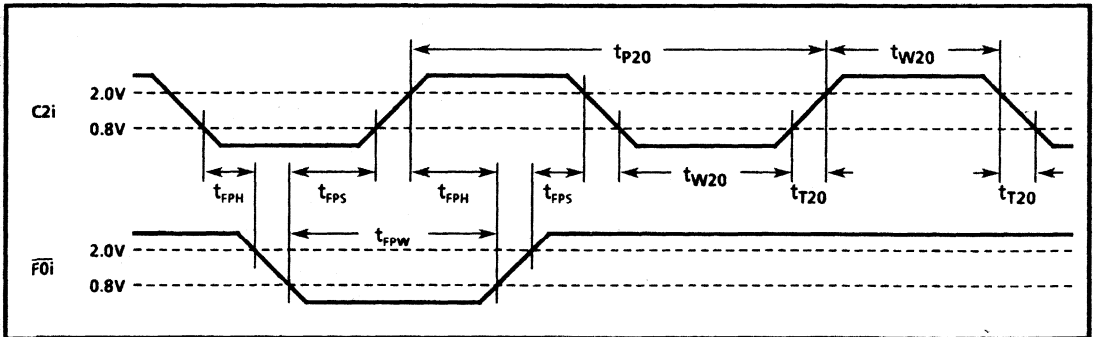 tP20 tW20
2.0V
C2i
0.8V
tW20
tFPH tFPS tFPH tFPS tT20 tT20
tFPW
2.0V
F0i
0.8V